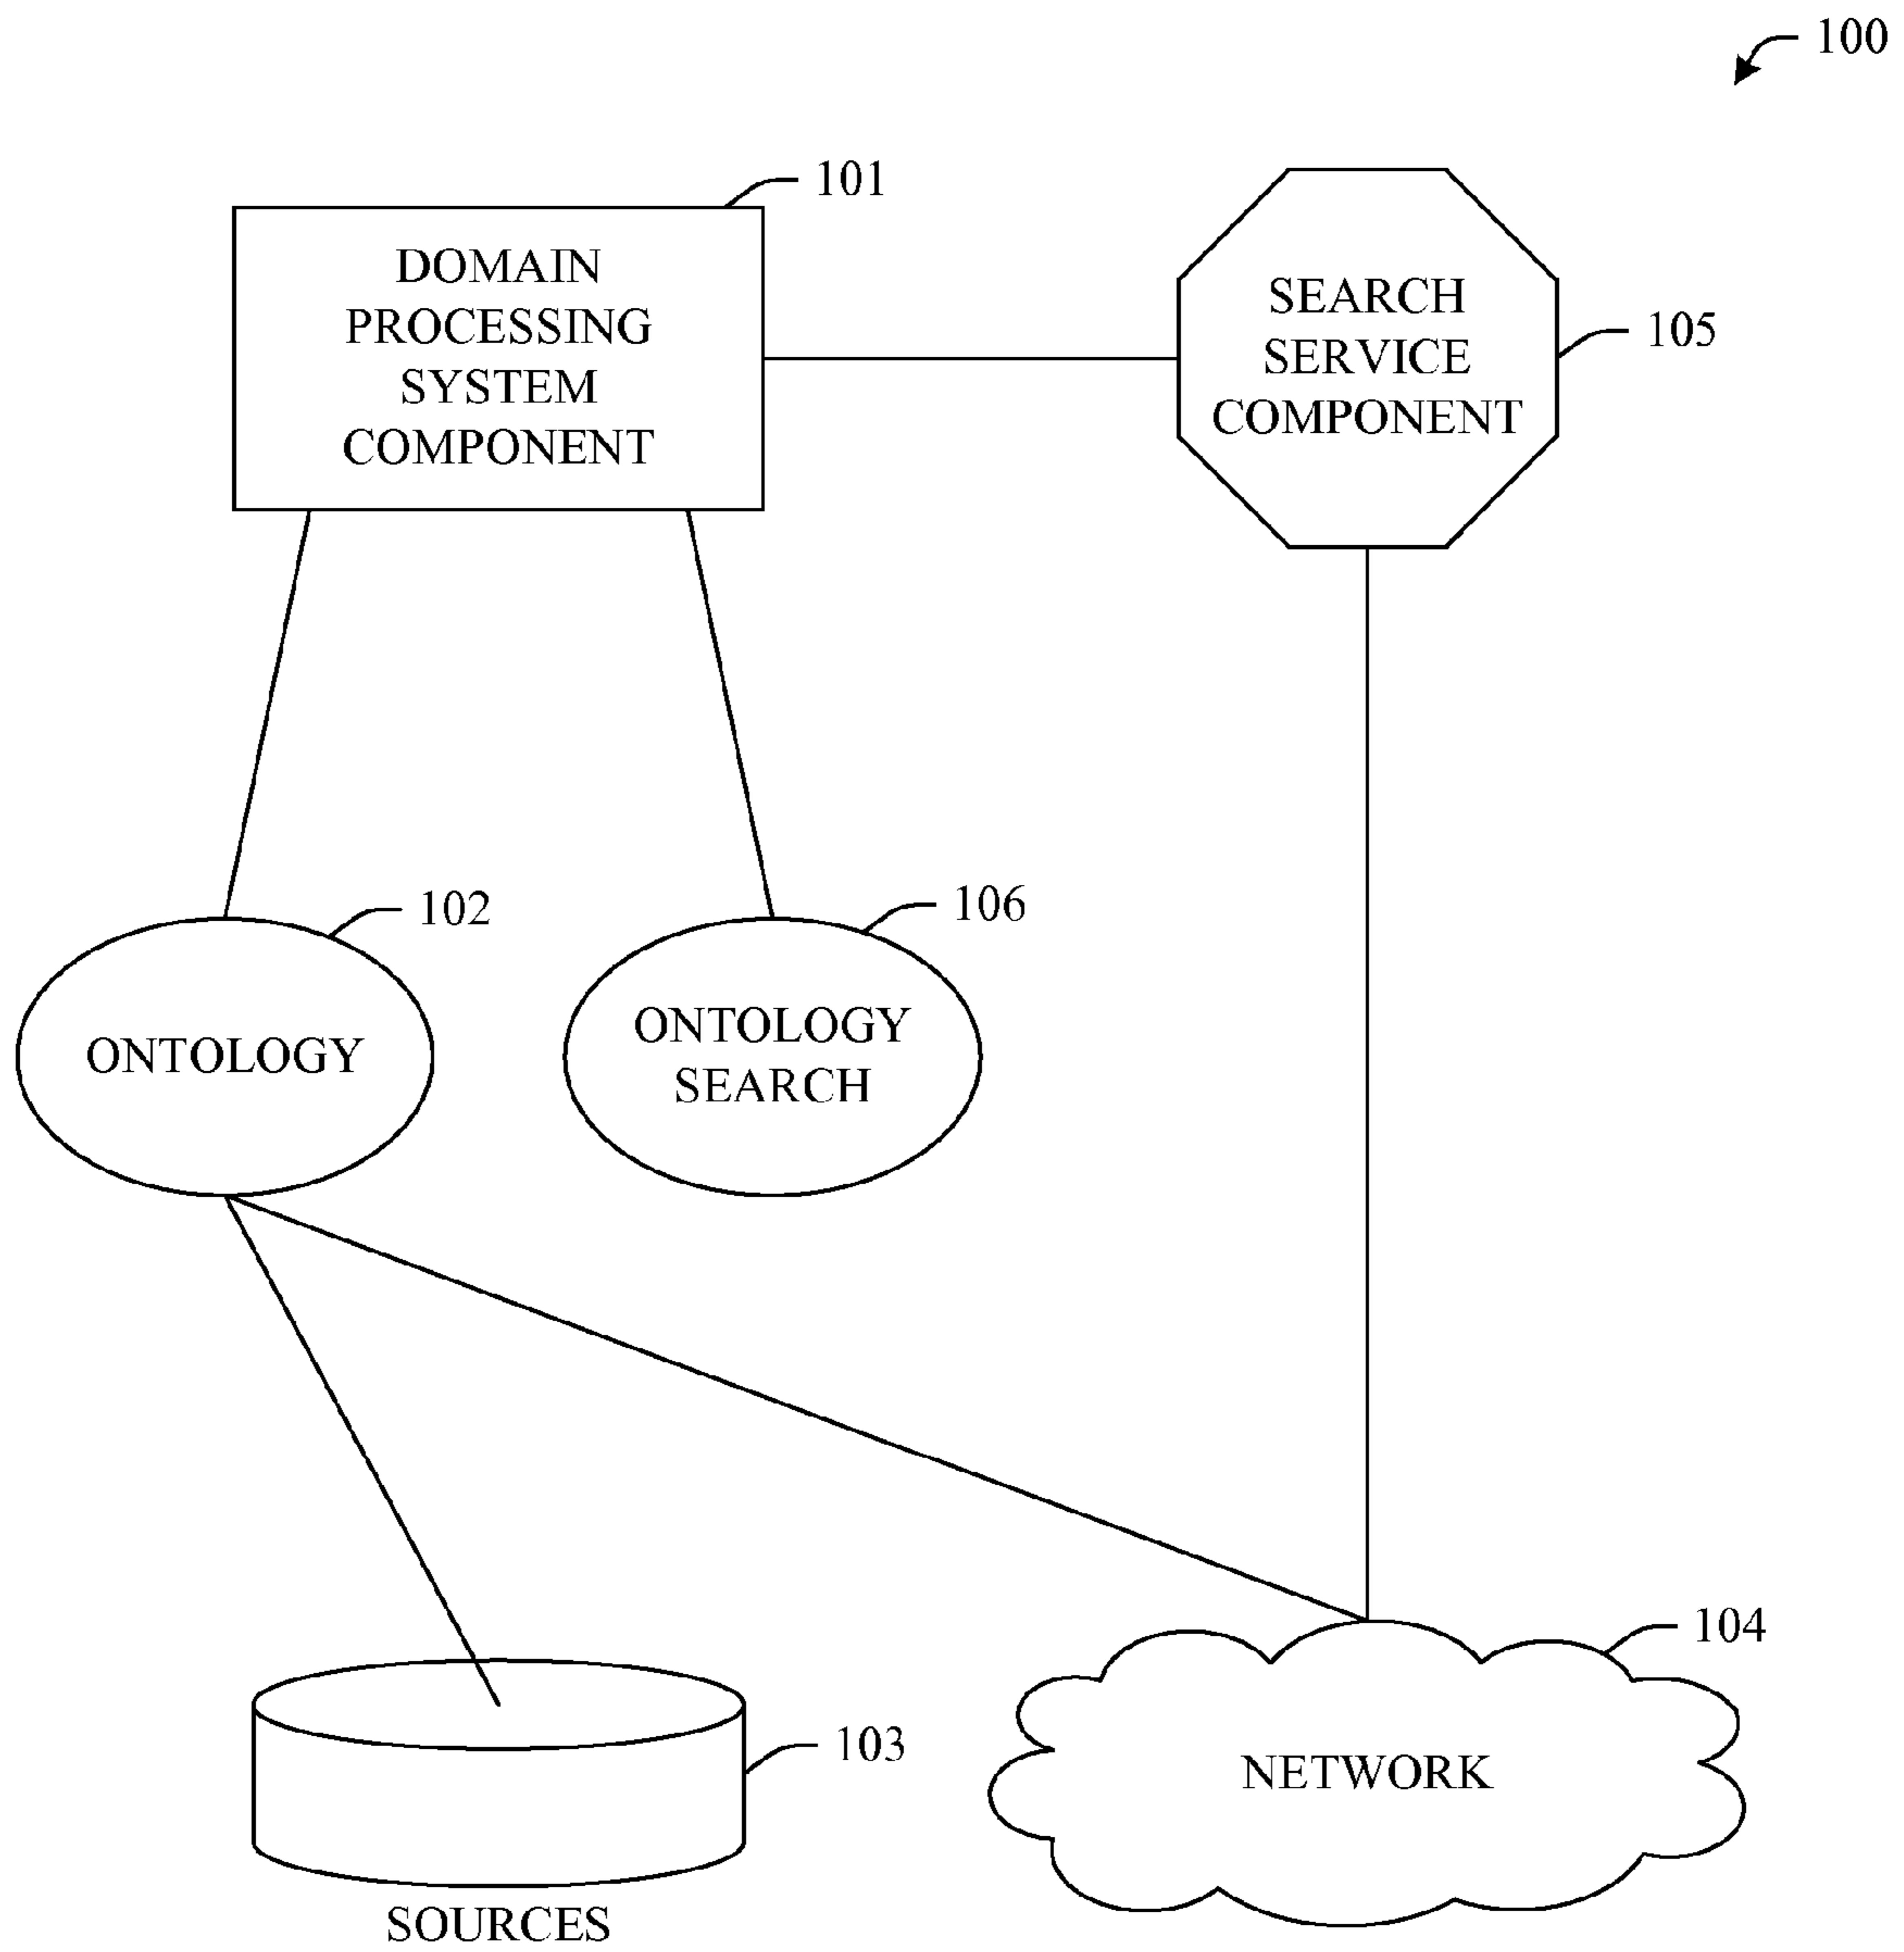 100
101
DOMAIN
PROCESSING
SYSTEM
COMPONENT
SEARCH
SERVICE
COMPONENT
105
102
106
ONTOLOGY
ONTOLOGY
SEARCH
104
103
NETWORK
SOURCES